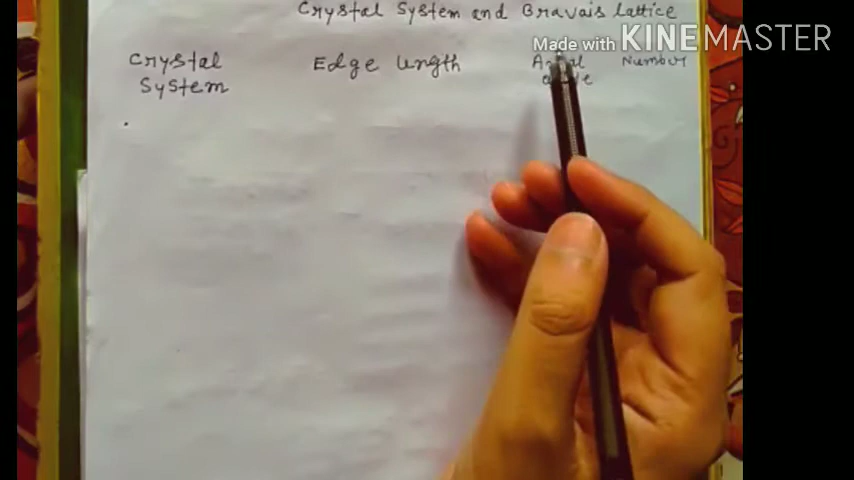 Crystal System and Bravais lattice
Made with KINEMASTER
Crystal System
Edge length
Number